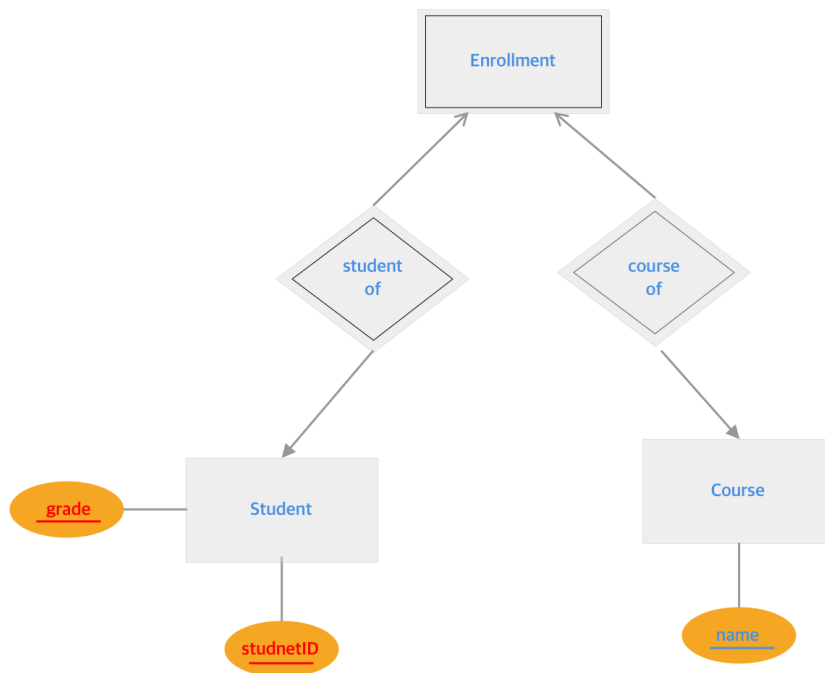 Enrollment
student
of
course
of
Student
Course
grade
studnetID
name